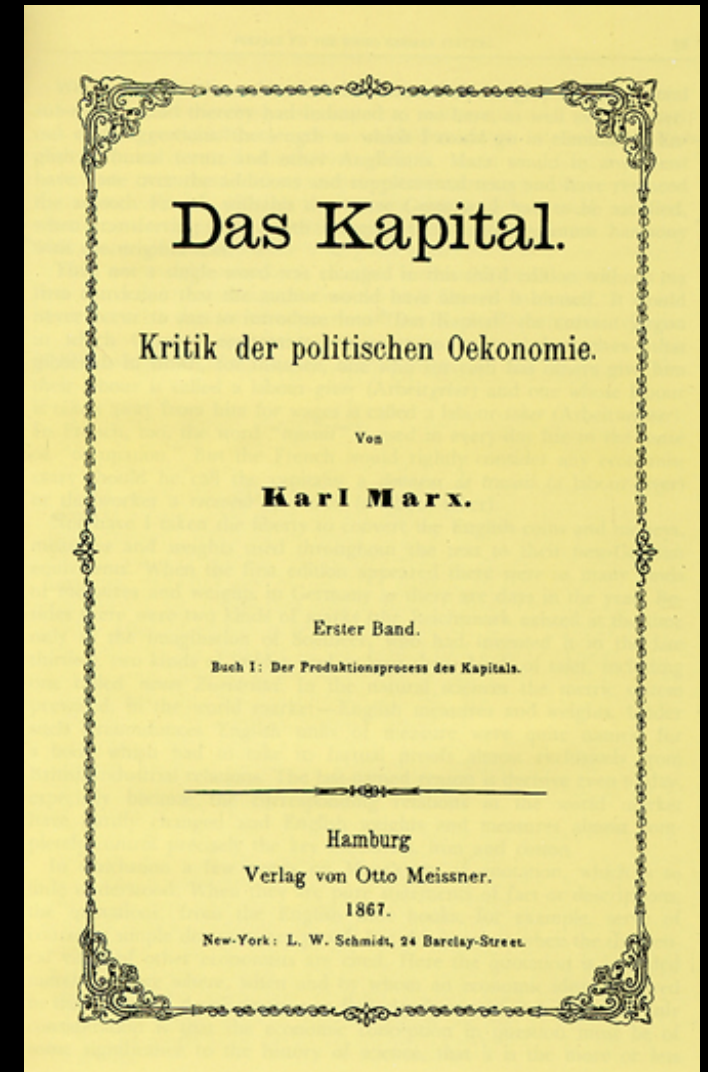 Das Kapital.
Kritik der politischen Oekonomie.
Von
Karl Marx.
Erster Band.
Buch I: Der Produktionsprocess des Kapitals.
Hamburg
Verlag von Otto Meissner.
1867.
New-York: L. W. Schmidt, 24 Barclay-Street.